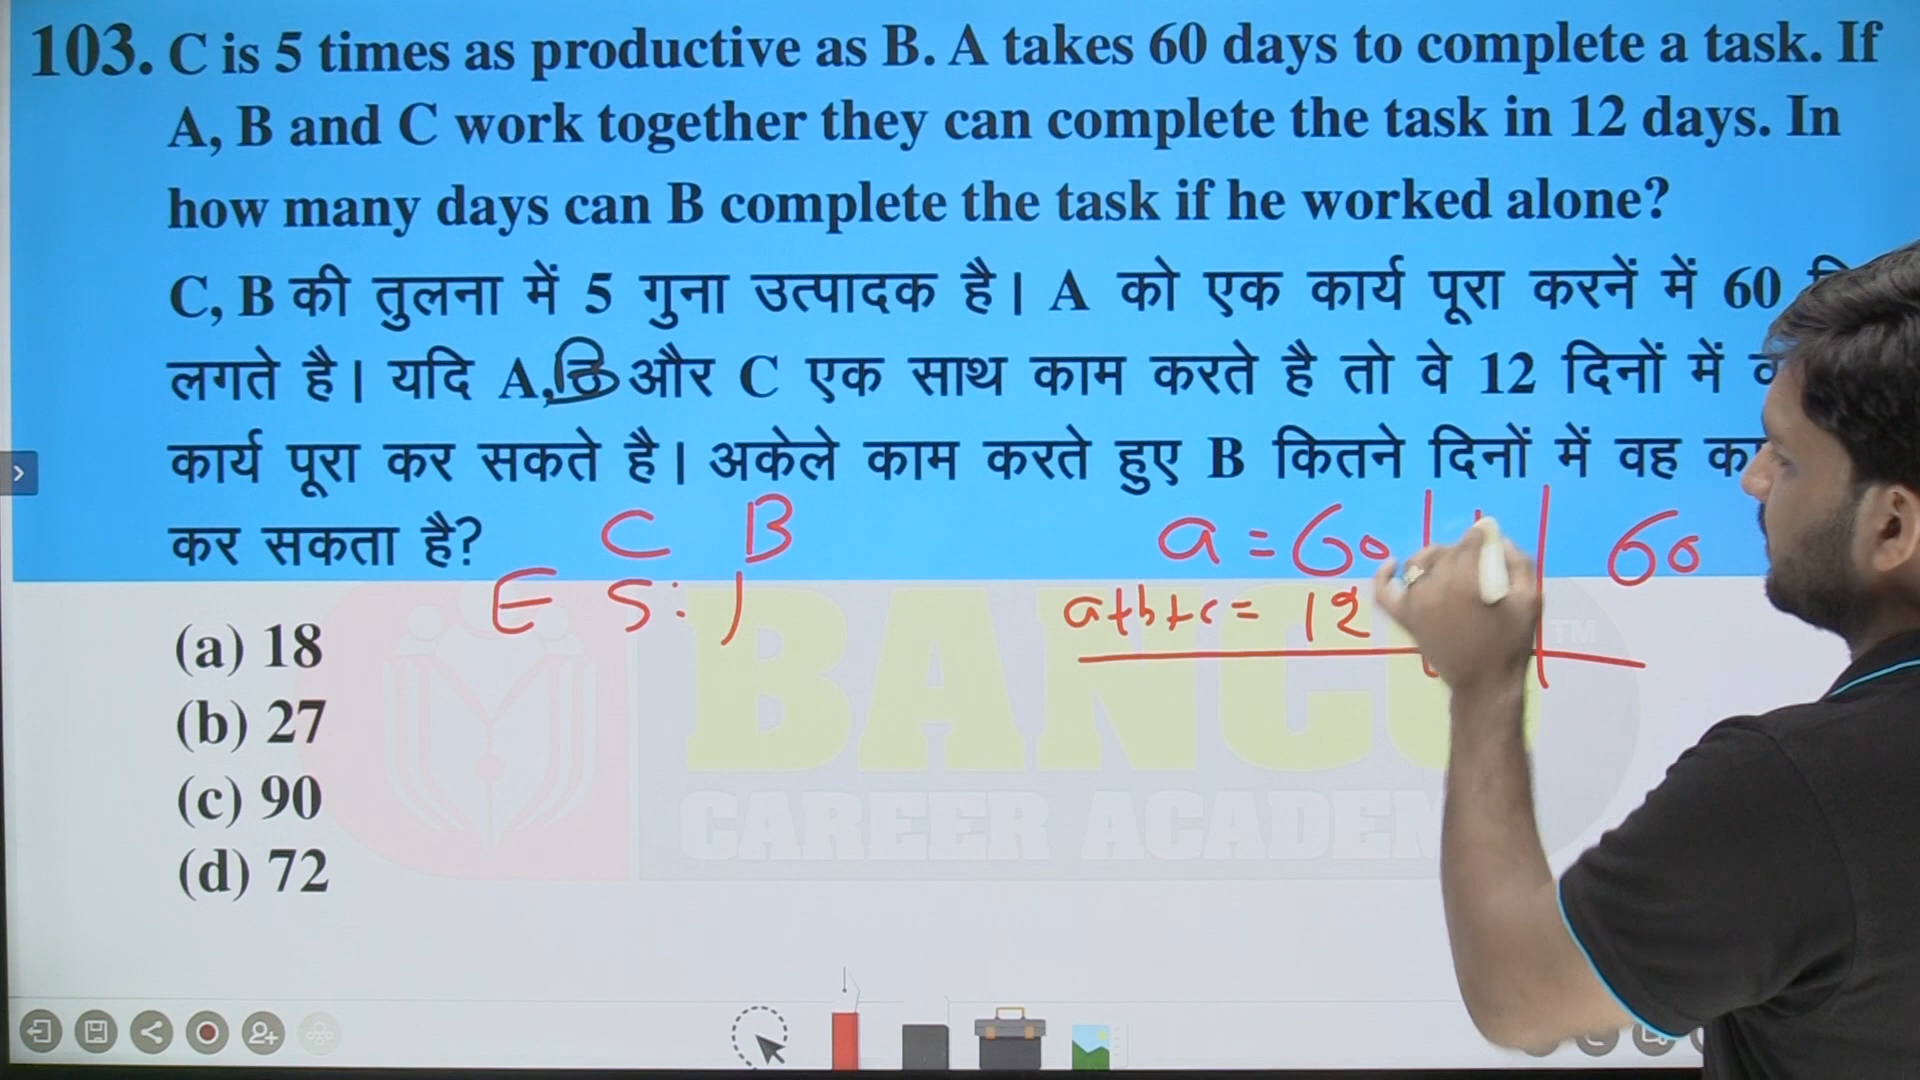 103. C is 5 times as productive as B. A takes 60 days to complete a task. If
A, B and C work together they can complete the task in 12 days. In
how many days can B complete the task if he worked alone?
C, B की तुलना में 5 गुना उत्पादक है। A को एक कार्य पूरा करनें में 60
लगते है। यदि A, और C एक साथ काम करते है तो वे 12 दिनों में
कार्य पूरा कर सकते है। अकेले काम करते हुए B कितने दिनों में वह
कर सकता है?
C B
E 5 : 1
a = 60 60
a+b+c = 12
(a) 18
(b) 27
(c) 90
(d) 72
BANCO
CAREER ACADEM
TM